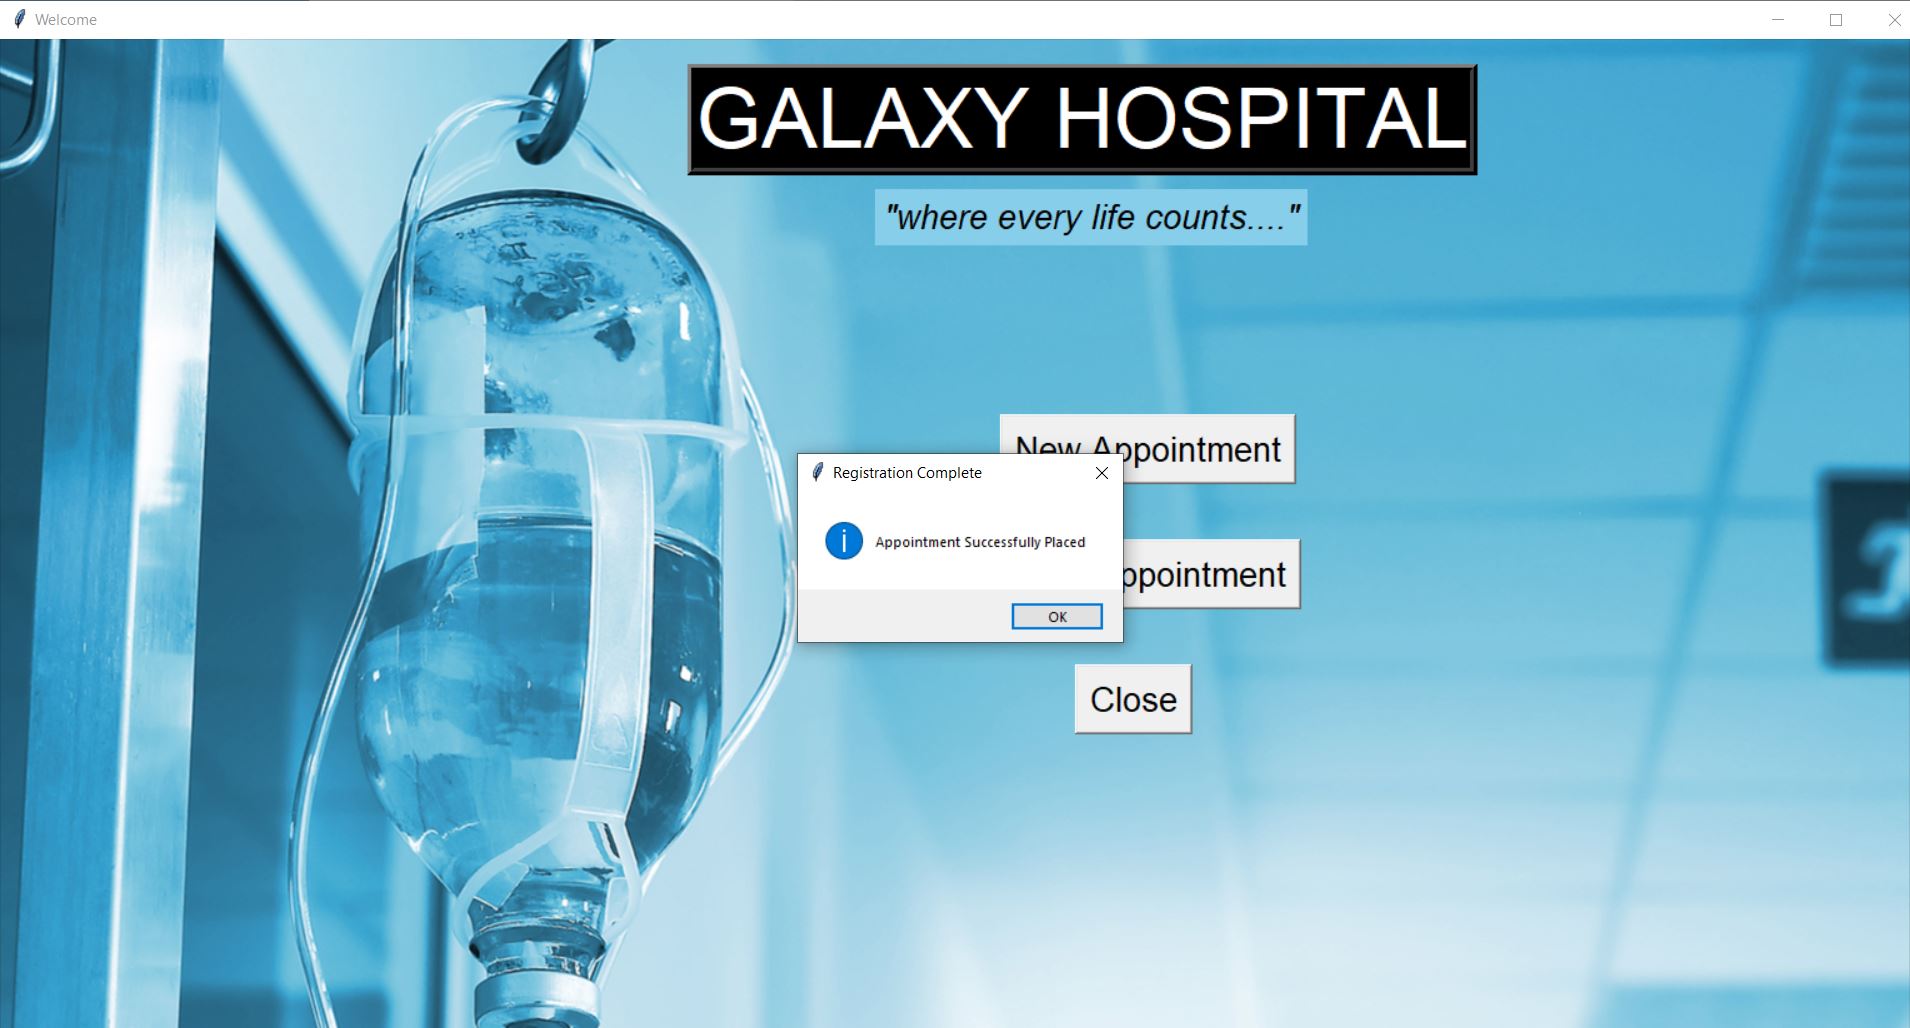 Welcome
GALAXY HOSPITAL
"where every life counts...."
New Appointment
Registration Complete
Appointment Successfully Placed
ppointment
OK
Close